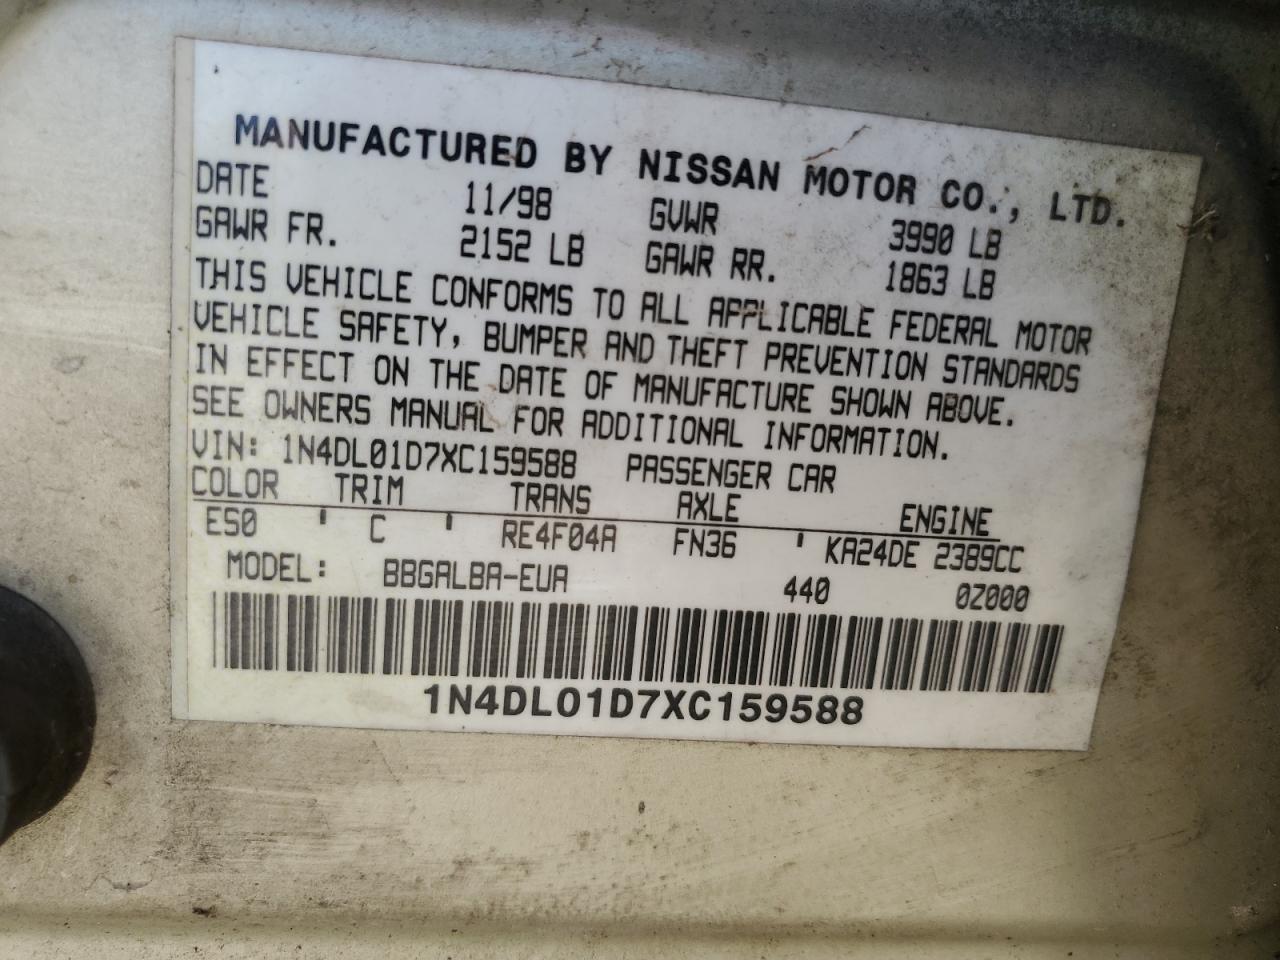 MANUFACTURED BY NISSAN MOTOR CO., LTD.
DATE 11/98 GVWR 3990 LB
GAWR FR. 2152 LB GAWR RR. 1863 LB
THIS VEHICLE CONFORMS TO ALL APPLICABLE FEDERAL MOTOR
VEHICLE SAFETY, BUMPER AND THEFT PREVENTION STANDARDS
IN EFFECT ON THE DATE OF MANUFACTURE SHOWN ABOVE.
SEE OWNERS MANUAL FOR ADDITIONAL INFORMATION.
VIN: 1N4DL01D7XC159588 PASSENGER CAR
COLOR TRIM TRANS AXLE ENGINE
ES0 ' C ' RE4F04A FN36 ' KA24DE 2389CC
MODEL: BBGALBA-EUA 440 0Z000
1N4DL01D7XC159588